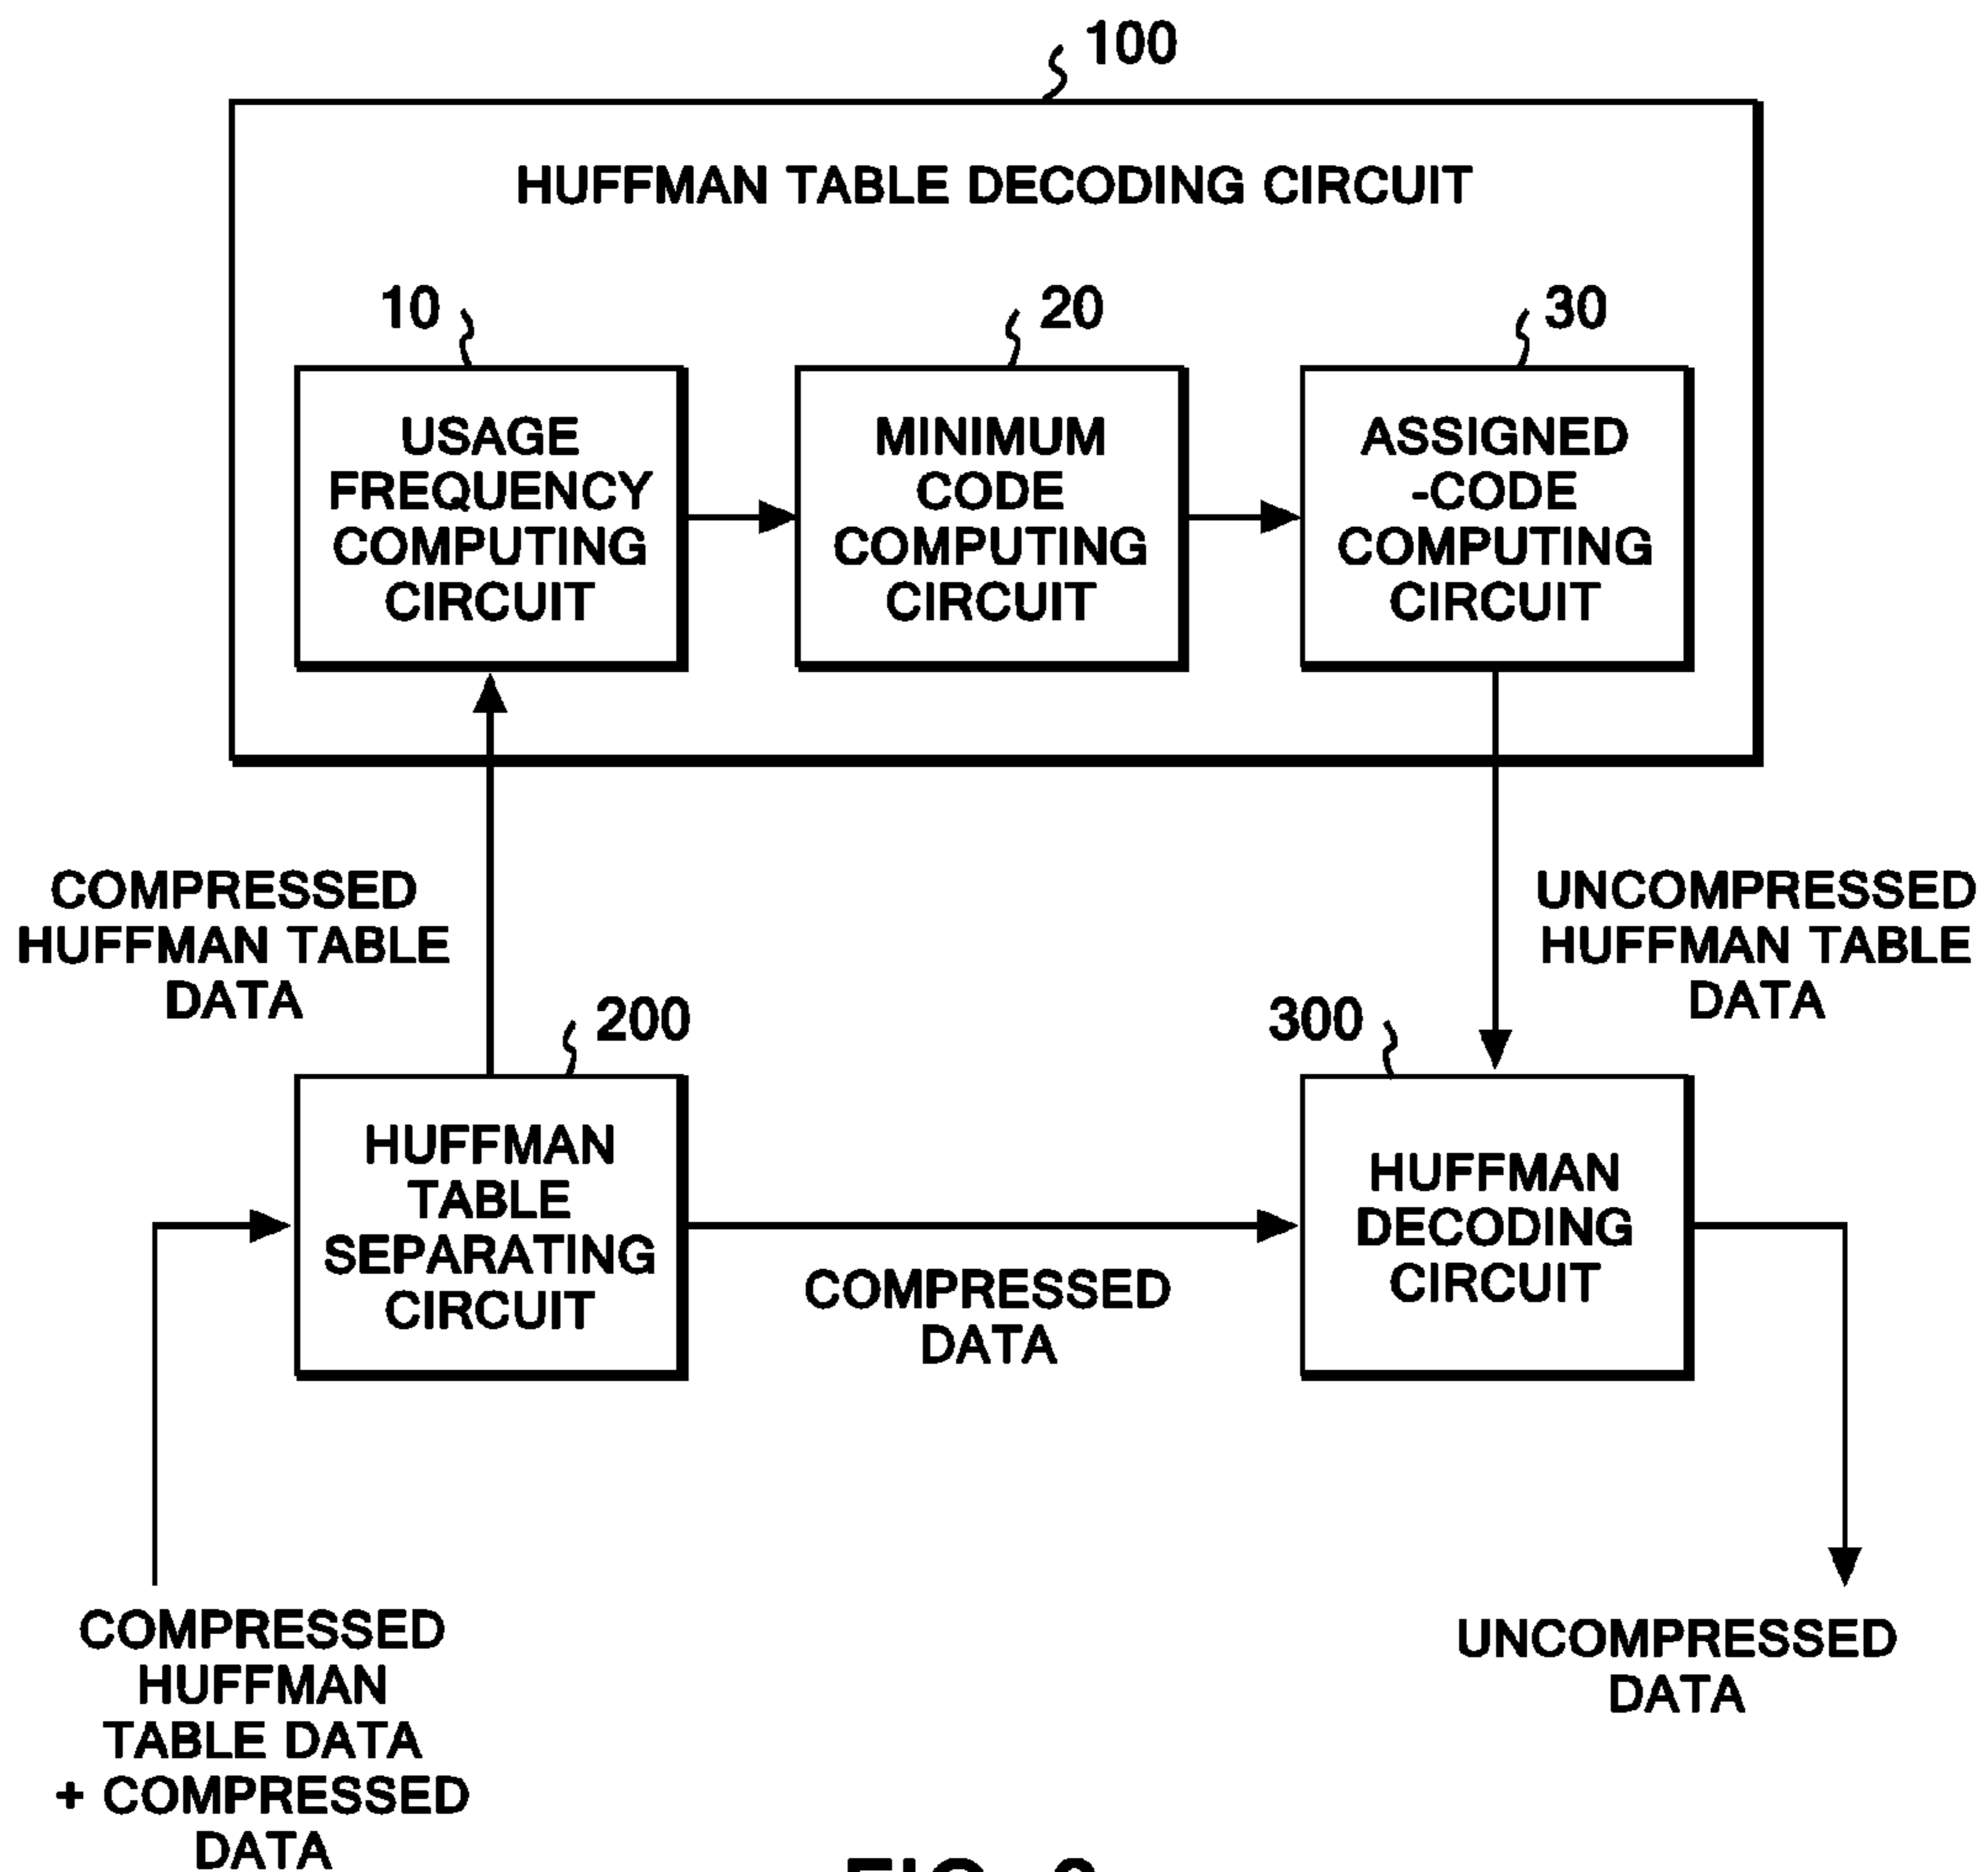 100
HUFFMAN TABLE DECODING CIRCUIT
10
20
30
USAGE
FREQUENCY
COMPUTING
CIRCUIT
MINIMUM
CODE
COMPUTING
CIRCUIT
ASSIGNED
-CODE
COMPUTING
CIRCUIT
COMPRESSED
HUFFMAN TABLE
DATA
UNCOMPRESSED
HUFFMAN TABLE
DATA
200
300
HUFFMAN
TABLE
SEPARATING
CIRCUIT
COMPRESSED
DATA
HUFFMAN
DECODING
CIRCUIT
COMPRESSED
HUFFMAN
TABLE DATA
+ COMPRESSED
DATA
UNCOMPRESSED
DATA